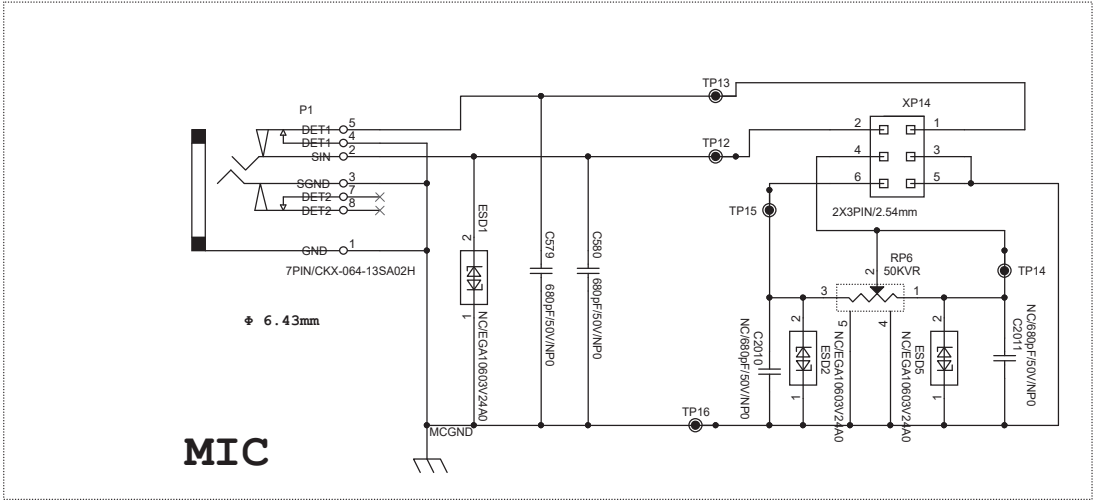 TP13
P1
XP14
DET1 5
DET1 4
SIN 2
SGND 3
DET2 7
DET2 8
GND 1
7PIN/CKX-064-13SA02H
Φ 6.43mm
TP12
2 1
4 3
6 5
2X3PIN/2.54mm
TP15
ESD1
2
1
NC/EGA10603V24A0
C579
680pF/50V/NP0
C580
680pF/50V/NP0
RP6
50KVR
2
3
1
5
4
TP14
C2010
NC/680pF/50V/NP0
2
1
ESD2
NC/EGA10603V24A0
2
1
ESD5
NC/EGA10603V24A0
NC/680pF/50V/NP0
C2011
TP16
MCGND
MIC